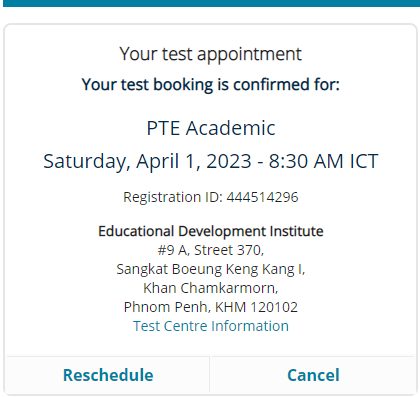 Your test appointment
Your test booking is confirmed for:
PTE Academic
Saturday, April 1, 2023 - 8:30 AM ICT
Registration ID: 444514296
Educational Development Institute
#9 A, Street 370,
Sangkat Boeung Keng Kang I,
Khan Chamkarmorn,
Phnom Penh, KHM 120102
Test Centre Information
Reschedule
Cancel